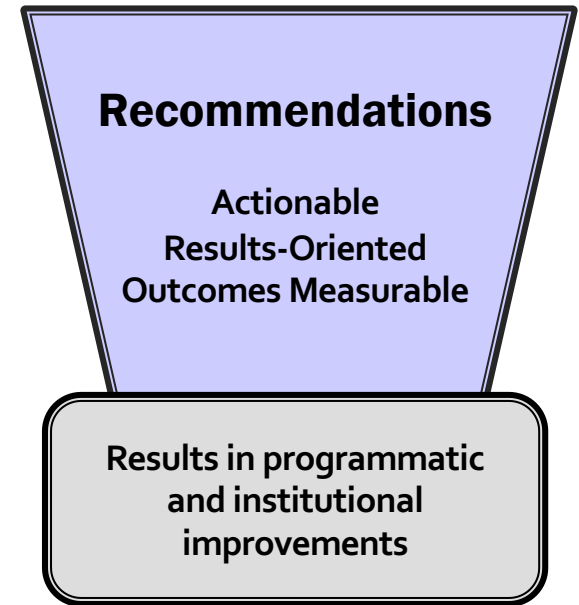 Recommendations
Actionable
Results-Oriented
Outcomes Measurable
Results in programmatic
and institutional
improvements